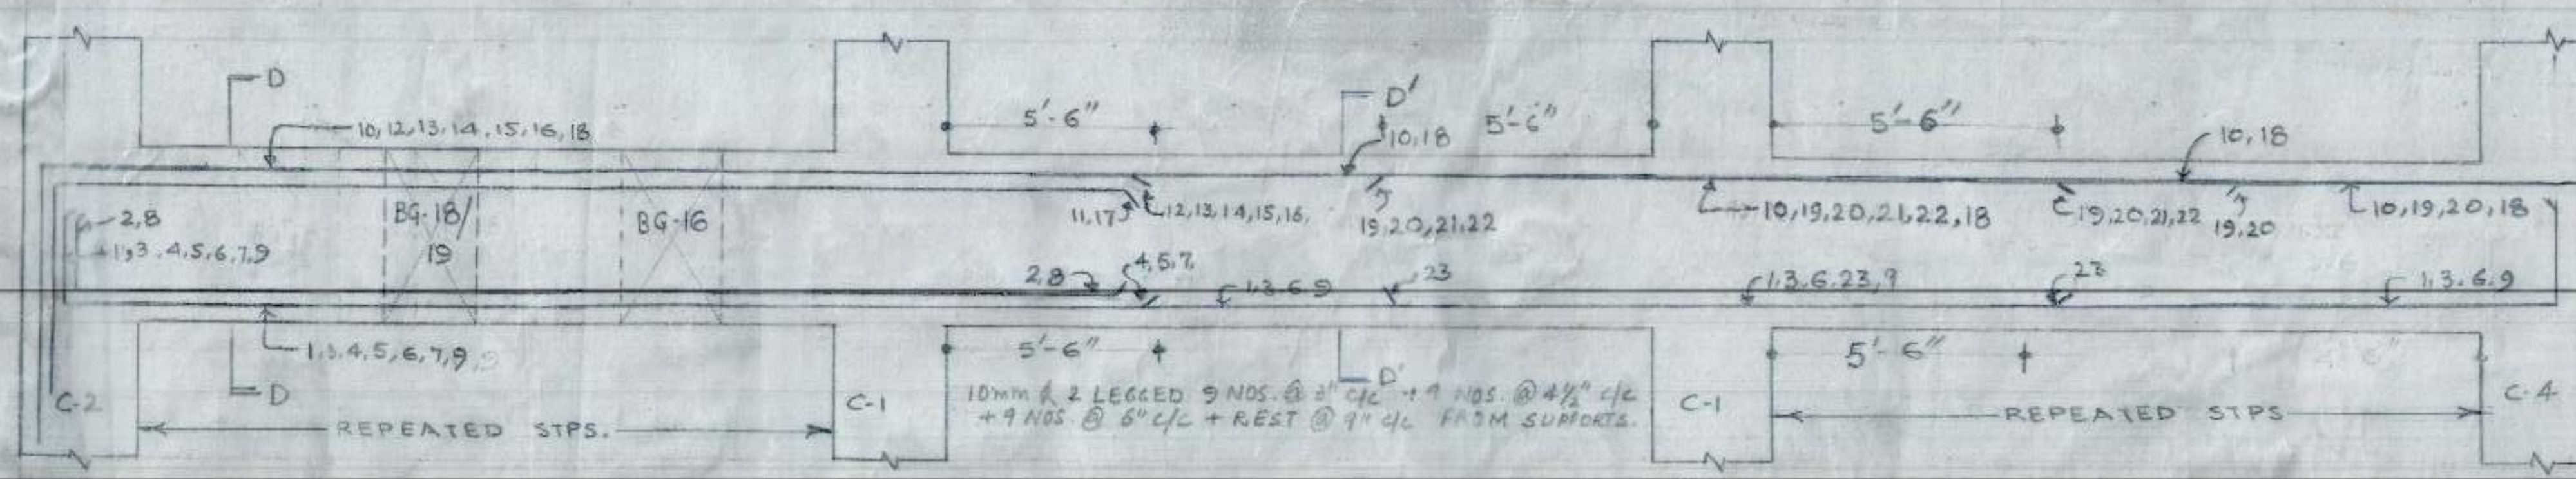 D
10,12,13,14,15,16,18
5'-6"
D'
10,18
5'-6"
5'-6"
10,18
2,8
1,3,4,5,6,7,9
BG-18/
19
BG-16
11,17
12,13,14,15,16,
19,20,21,22
10,19,20,21,22,18
19,20,21,22
19,20
10,19,20,18
2,8
4,5,7,
1,3,6,9
23
1,3,6,23,9
23
1,3,6,9
1,3,4,5,6,7,9
5'-6"
5'-6"
D
D'
C-2
C-1
10mm 2 LEGGED 9 NOS. @ 3" c/c + 9 NOS. @ 4½" c/c
+ 9 NOS. @ 6" c/c + REST @ 9" c/c FROM SUPPORTS.
C-1
C-4
REPEATED STPS.
REPEATED STPS